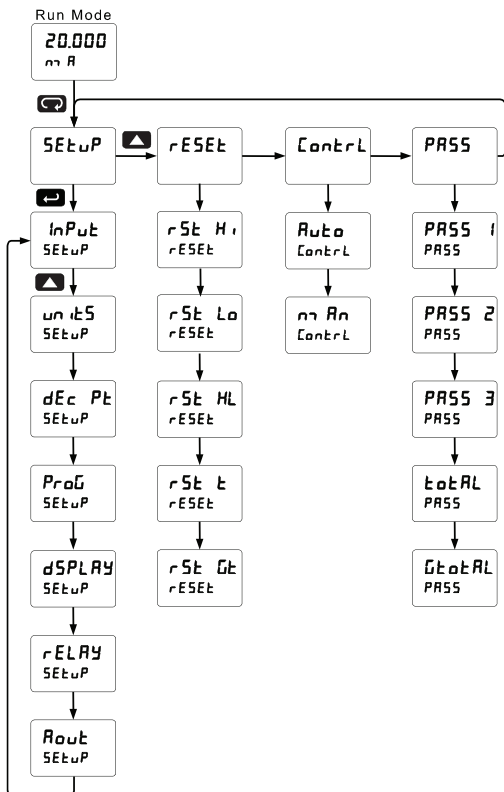 Run Mode
20.000
mA
SEtuP
InPut
SEtuP
unitS
SEtuP
dEc Pt
SEtuP
ProG
SEtuP
dSPLAY
SEtuP
rELAY
SEtuP
Aout
SEtuP
rESEt
rSt Hi
rESEt
rSt Lo
rESEt
rSt HL
rESEt
rSt t
rESEt
rSt Gt
rESEt
ContrL
Auto
ContrL
mAn
ContrL
PASS
PASS 1
PASS
PASS 2
PASS
PASS 3
PASS
totAL
PASS
GtotAL
PASS